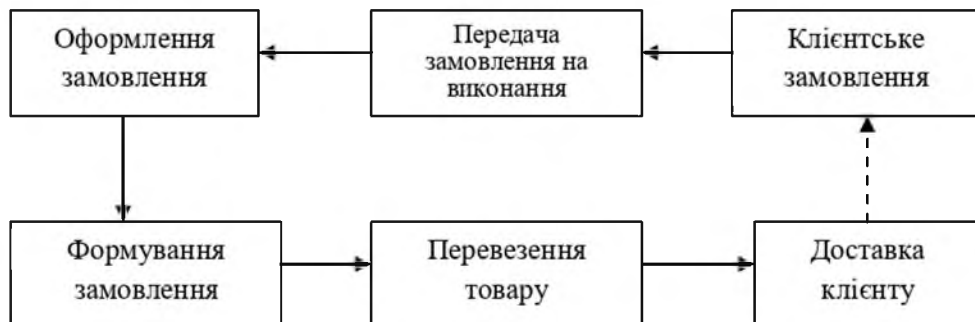 Оформлення
замовлення
Передача
замовлення на
виконання
Клієнтське
замовлення
Формування
замовлення
Перевезення
товару
Доставка
клієнту